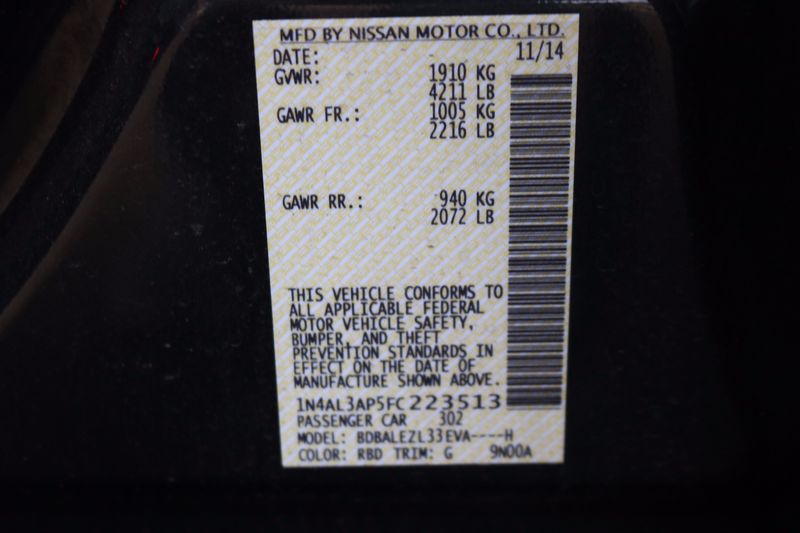 MFD BY NISSAN MOTOR CO., LTD.
DATE: 11/14
GVWR: 1910 KG
4211 LB
GAWR FR.: 1005 KG
2216 LB
GAWR RR.: 940 KG
2072 LB
THIS VEHICLE CONFORMS TO
ALL APPLICABLE FEDERAL
MOTOR VEHICLE SAFETY,
BUMPER, AND THEFT
PREVENTION STANDARDS IN
EFFECT ON THE DATE OF
MANUFACTURE SHOWN ABOVE.
1N4AL3AP5FC223513
PASSENGER CAR 302
MODEL: BDBALEZL33EVA----H
COLOR: RBD TRIM: G 9N00A